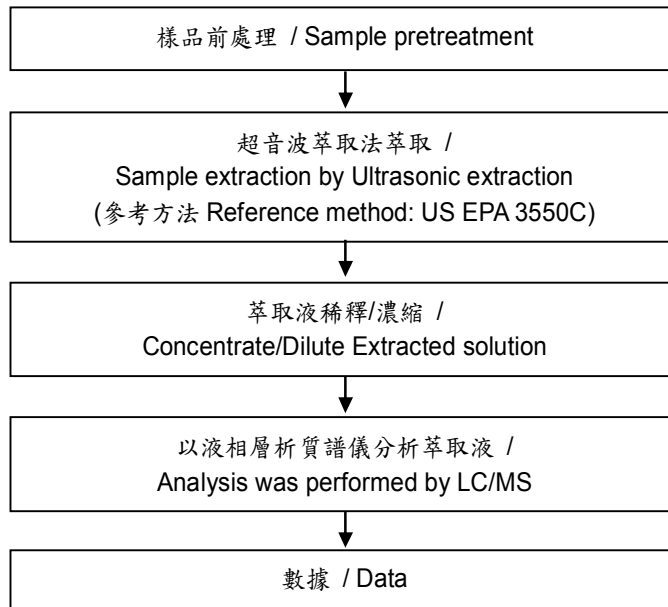 樣品前處理 / Sample pretreatment
超音波萃取法萃取 /
Sample extraction by Ultrasonic extraction
(參考方法 Reference method: US EPA 3550C)
萃取液稀釋/濃縮 /
Concentrate/Dilute Extracted solution
以液相層析質譜儀分析萃取液 /
Analysis was performed by LC/MS
數據 / Data